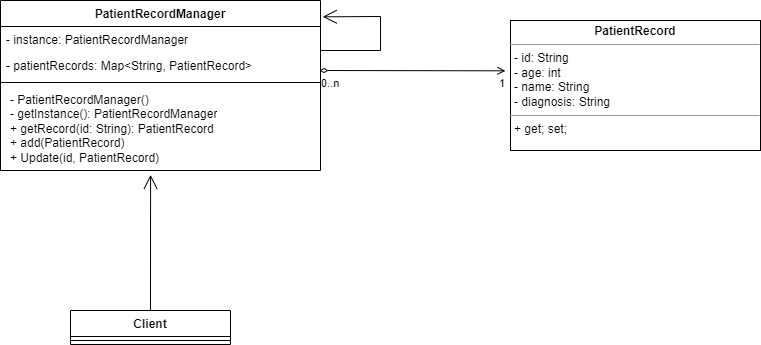 PatientRecordManager
- instance: PatientRecordManager
- patientRecords: Map<String, PatientRecord>
- PatientRecordManager()
- getInstance(): PatientRecordManager
+ getRecord(id: String): PatientRecord
+ add(PatientRecord)
+ Update(id, PatientRecord)
0..n
1
PatientRecord
- id: String
- age: int
- name: String
- diagnosis: String
+ get; set;
Client